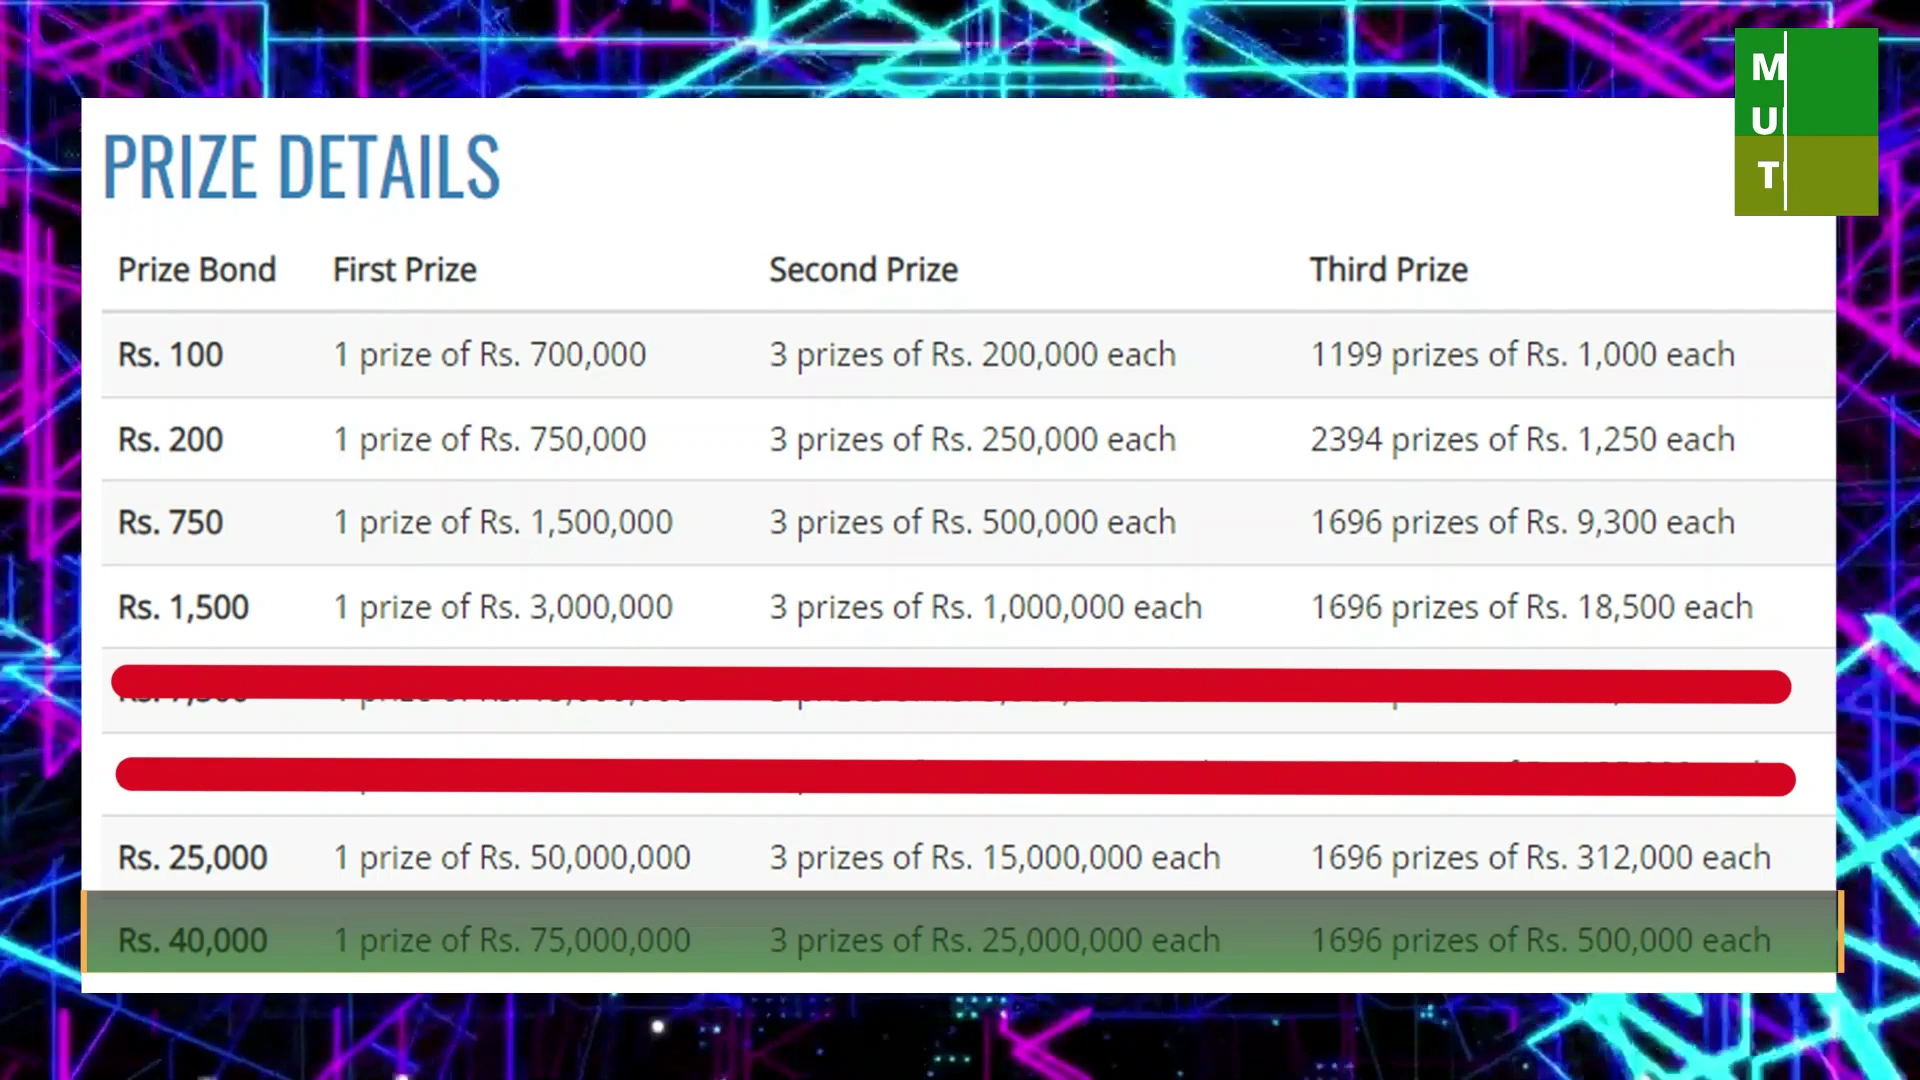 M
U
T
PRIZE DETAILS
Prize Bond First Prize Second Prize Third Prize
Rs. 100 1 prize of Rs. 700,000 3 prizes of Rs. 200,000 each 1199 prizes of Rs. 1,000 each
Rs. 200 1 prize of Rs. 750,000 3 prizes of Rs. 250,000 each 2394 prizes of Rs. 1,250 each
Rs. 750 1 prize of Rs. 1,500,000 3 prizes of Rs. 500,000 each 1696 prizes of Rs. 9,300 each
Rs. 1,500 1 prize of Rs. 3,000,000 3 prizes of Rs. 1,000,000 each 1696 prizes of Rs. 18,500 each
Rs. 25,000 1 prize of Rs. 50,000,000 3 prizes of Rs. 15,000,000 each 1696 prizes of Rs. 312,000 each
Rs. 40,000 1 prize of Rs. 75,000,000 3 prizes of Rs. 25,000,000 each 1696 prizes of Rs. 500,000 each